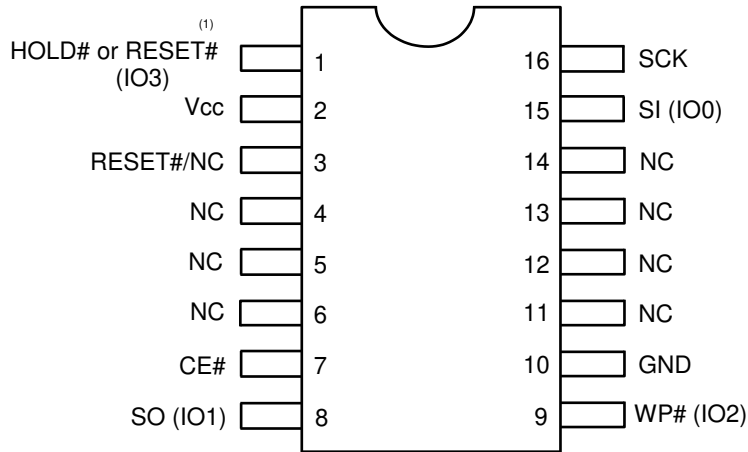 (1)
HOLD# or RESET#
(IO3)
1
16
SCK
Vcc
2
15
SI (IO0)
RESET#/NC
3
14
NC
NC
4
13
NC
NC
5
12
NC
NC
6
11
NC
CE#
7
10
GND
SO (IO1)
8
9
WP# (IO2)